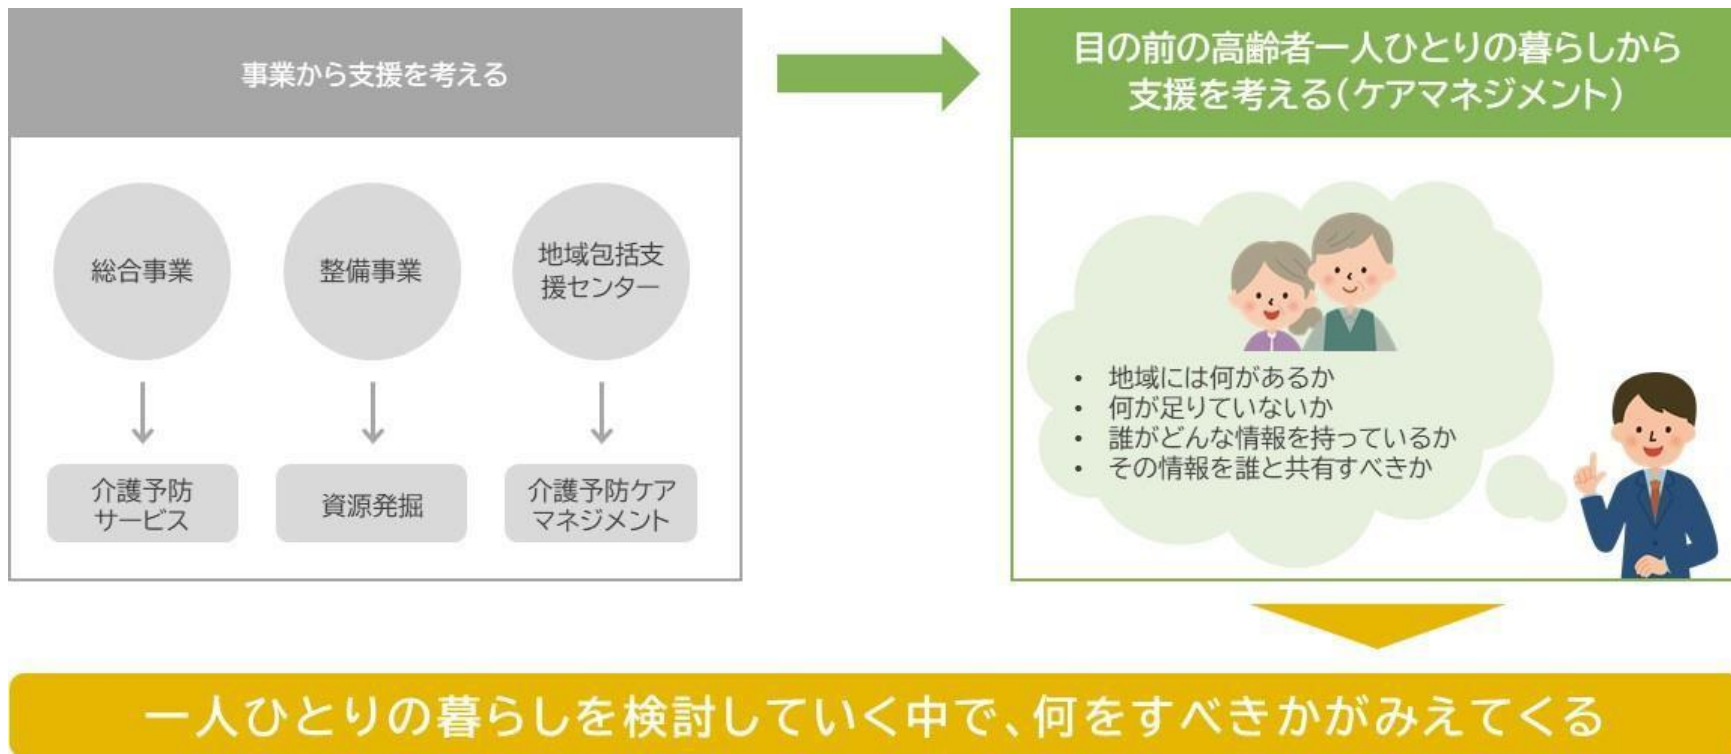 事業から支援を考える
目の前の高齢者一人ひとりの暮らしから
支援を考える(ケアマネジメント)
総合事業
整備事業
地域包括支
援センター
介護予防
サービス
資源発掘
介護予防ケア
マネジメント
• 地域には何があるか
• 何が足りていないか
• 誰がどんな情報を持っているか
• その情報を誰と共有すべきか
一人ひとりの暮らしを検討していく中で、何をすべきかがみえてくる